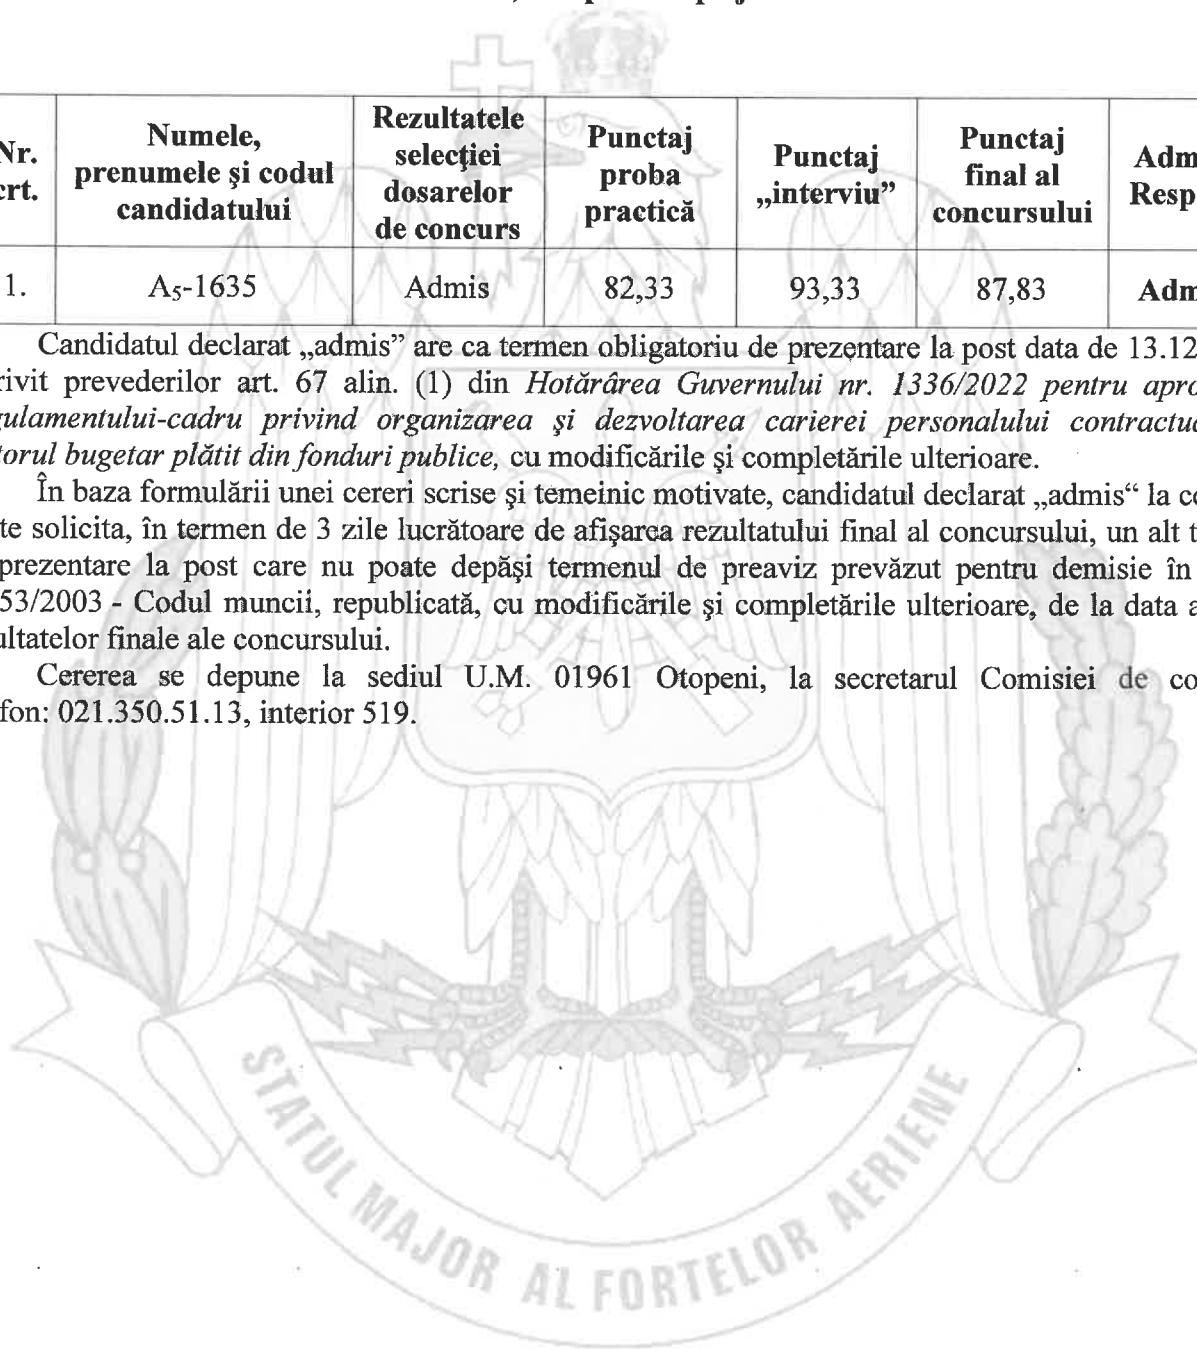 Nr. crt.
Numele, prenumele şi codul candidatului
Rezultatele selecţiei dosarelor de concurs
Punctaj proba practică
Punctaj „interviu”
Punctaj final al concursului
Adm
Resp
1.
A5-1635
Admis
82,33
93,33
87,83
Adm
Candidatul declarat „admis” are ca termen obligatoriu de prezentare la post data de 13.12
rivit prevederilor art. 67 alin. (1) din Hotărârea Guvernului nr. 1336/2022 pentru apro
gulamentului-cadru privind organizarea şi dezvoltarea carierei personalului contractua
torul bugetar plătit din fonduri publice, cu modificările şi completările ulterioare.
În baza formulării unei cereri scrise şi temeinic motivate, candidatul declarat „admis“ la co
te solicita, în termen de 3 zile lucrătoare de afişarea rezultatului final al concursului, un alt t
prezentare la post care nu poate depăşi termenul de preaviz prevăzut pentru demisie în
53/2003 - Codul muncii, republicată, cu modificările şi completările ulterioare, de la data a
ultatelor finale ale concursului.
Cererea se depune la sediul U.M. 01961 Otopeni, la secretarul Comisiei de co
fon: 021.350.51.13, interior 519.
STATUL MAJOR AL FORTELOR AERIENE